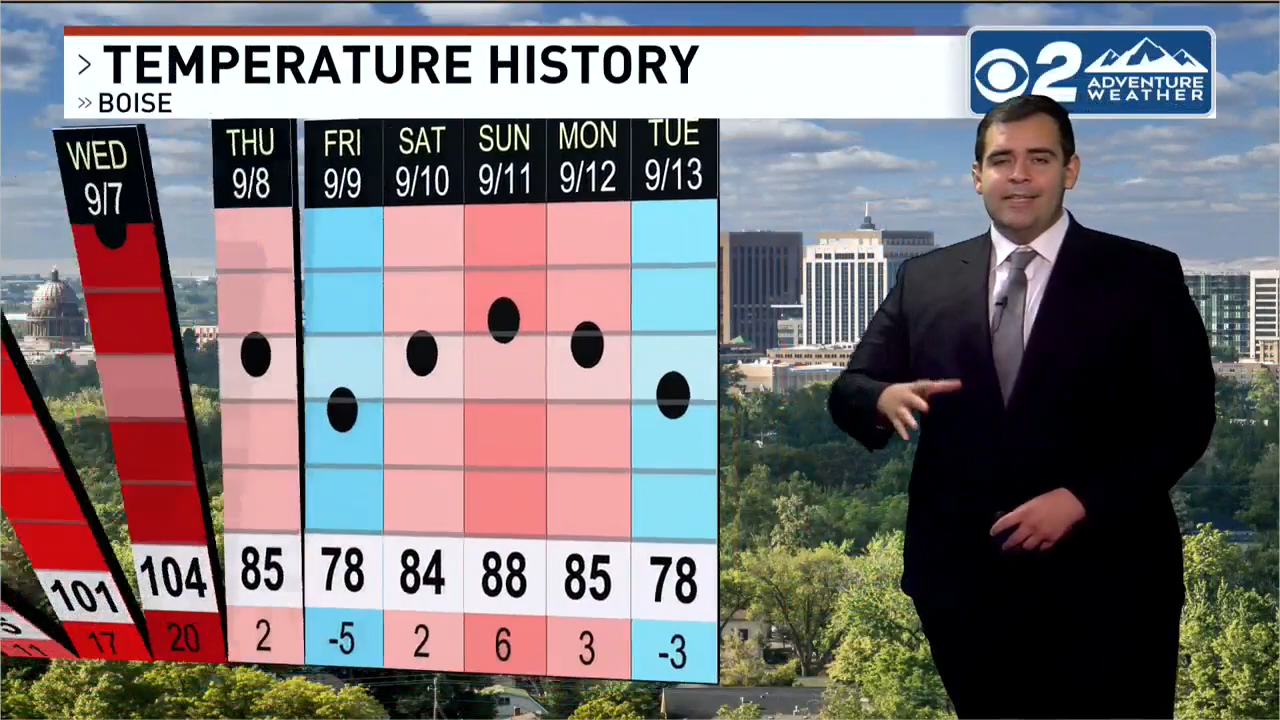 > TEMPERATURE HISTORY
» BOISE
2
ADVENTURE
WEATHER
WED THU FRI SAT SUN MON TUE
9/7 9/8 9/9 9/10 9/11 9/12 9/13
101 104 85 78 84 88 85 78
11 17 20 2 -5 2 6 3 -3